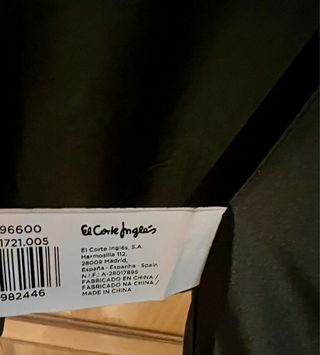 96600
1721.005
982446
El Corte Inglés
El Corte Inglés, S.A.
Hermosilla 112,
28009 Madrid,
España - Espanha - Spain
N.I.F.: A-28017895
FABRICADO EN CHINA /
FABRICADO NA CHINA /
MADE IN CHINA